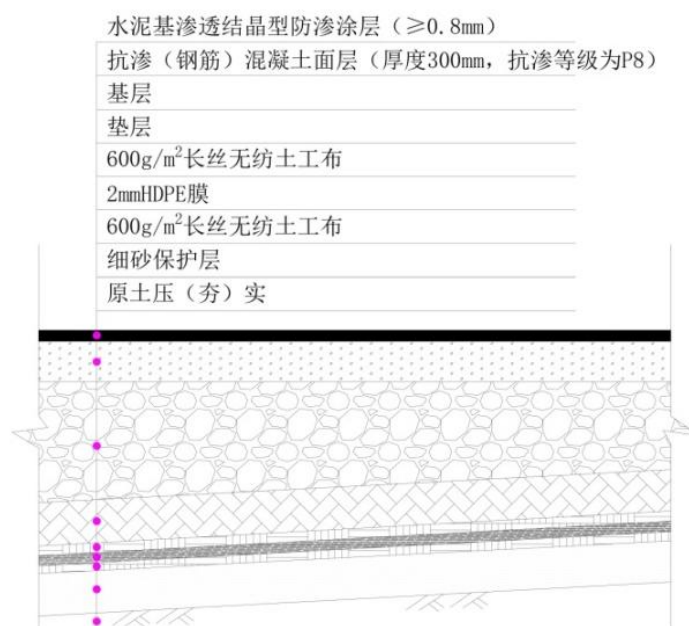 水泥基渗透结晶型防渗涂层（≥0.8mm）
抗渗（钢筋）混凝土面层（厚度300mm，抗渗等级为P8）
基层
垫层
600g/m²长丝无纺土工布
2mmHDPE膜
600g/m²长丝无纺土工布
细砂保护层
原土压（夯）实